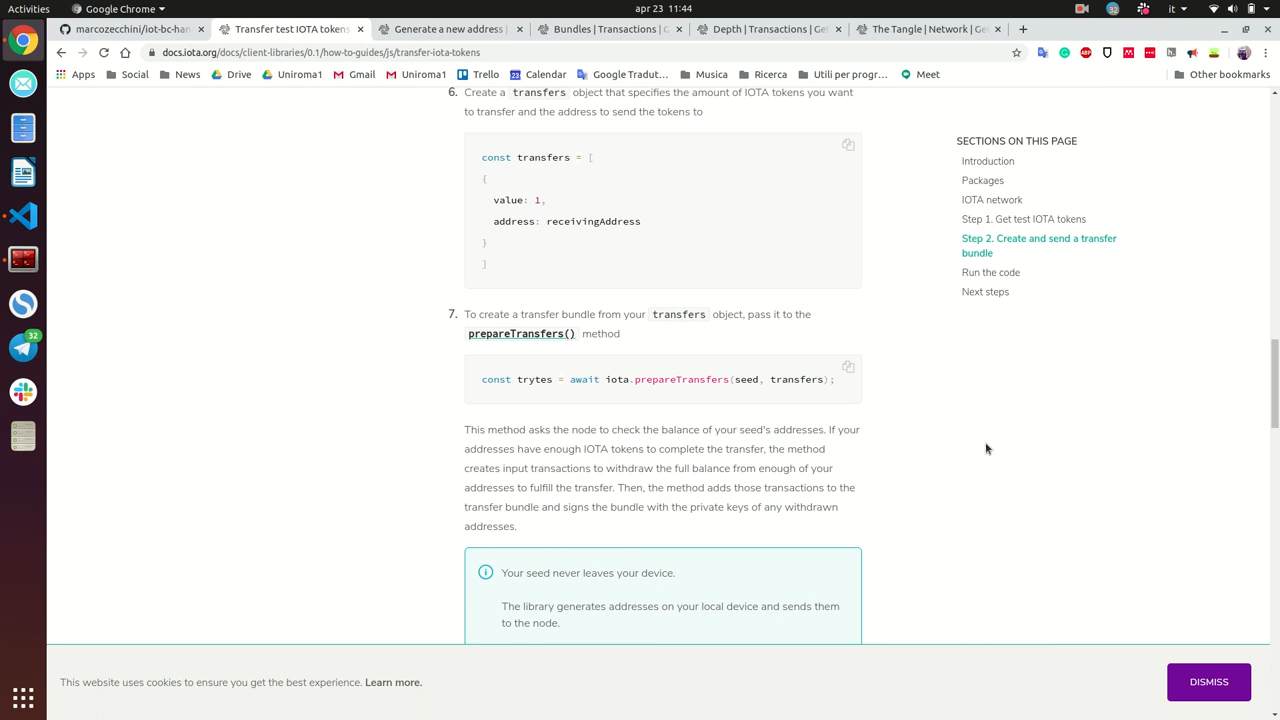 Activities
Google Chrome
apr 23 11:44
32
it
marcozecchini/iot-bc-han
Transfer test IOTA tokens
Generate a new address |
Bundles | Transactions | G
Depth | Transactions | Get
The Tangle | Network | Ge
docs.iota.org/docs/client-libraries/0.1/how-to-guides/js/transfer-iota-tokens
Apps
Social
News
Drive
Uniroma1
Gmail
Uniroma1
Trello
23
Calendar
Google Tradut...
Musica
Ricerca
Utili per progr...
Meet
Other bookmarks
6. Create a transfers object that specifies the amount of IOTA tokens you want
to transfer and the address to send the tokens to
const transfers = [
{
value: 1,
address: receivingAddress
}
]
7. To create a transfer bundle from your transfers object, pass it to the
prepareTransfers() method
const trytes = await iota.prepareTransfers(seed, transfers);
This method asks the node to check the balance of your seed's addresses. If your
addresses have enough IOTA tokens to complete the transfer, the method
creates input transactions to withdraw the full balance from enough of your
addresses to fulfill the transfer. Then, the method adds those transactions to the
transfer bundle and signs the bundle with the private keys of any withdrawn
addresses.
Your seed never leaves your device.
The library generates addresses on your local device and sends them
to the node.
SECTIONS ON THIS PAGE
Introduction
Packages
IOTA network
Step 1. Get test IOTA tokens
Step 2. Create and send a transfer
bundle
Run the code
Next steps
32
This website uses cookies to ensure you get the best experience. Learn more.
DISMISS